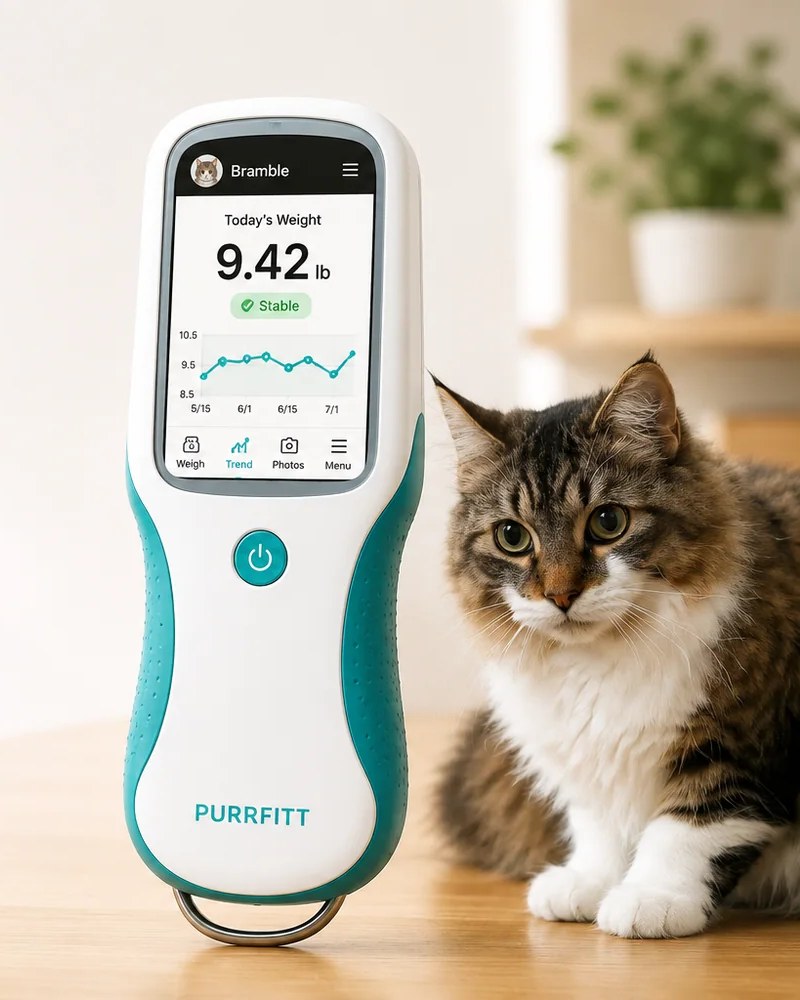 Bramble
Today's Weight
9.42 lb
Stable
10.5
9.5
8.5
5/15 6/1 6/15 7/1
Weigh Trend Photos Menu
PURRFITT